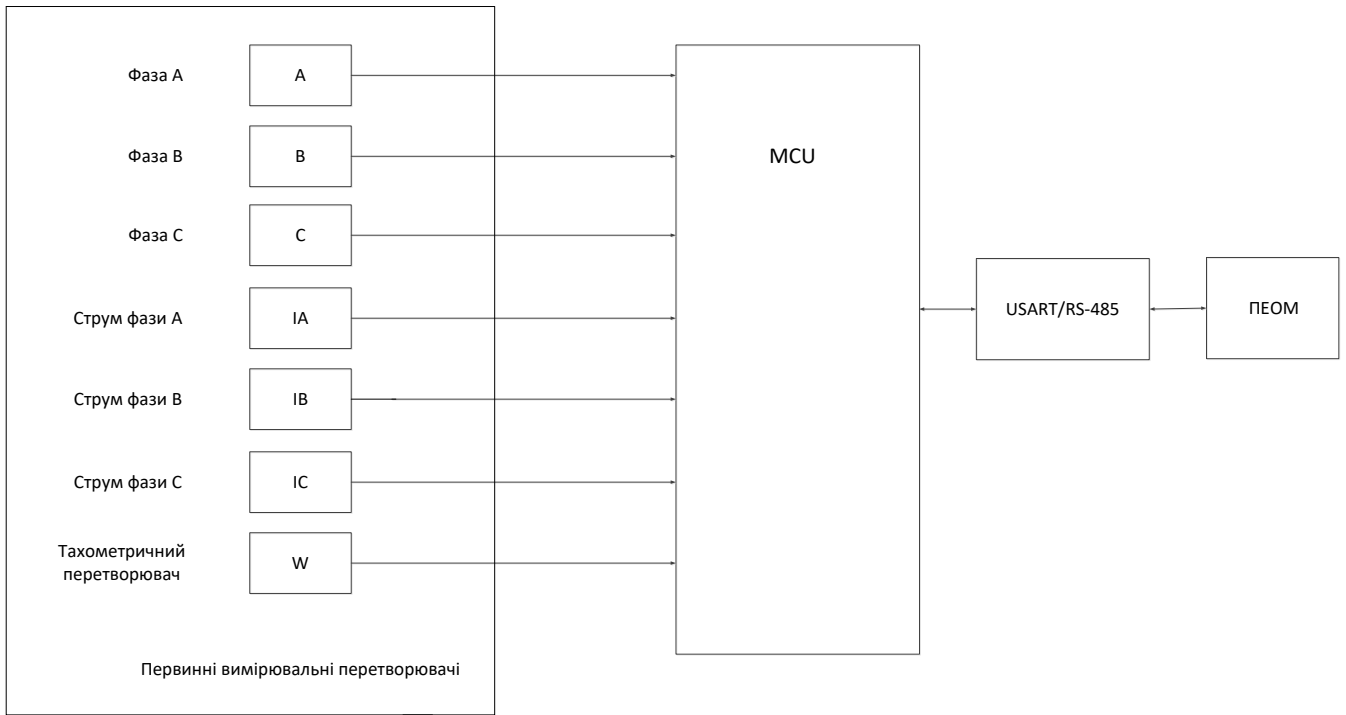 Фаза А
A
Фаза В
B
MCU
Фаза С
C
Струм фази А
IA
USART/RS-485
ПЕОМ
Струм фази В
IB
Струм фази С
IC
Тахометричний
перетворювач
W
Первинні вимірювальні перетворювачі